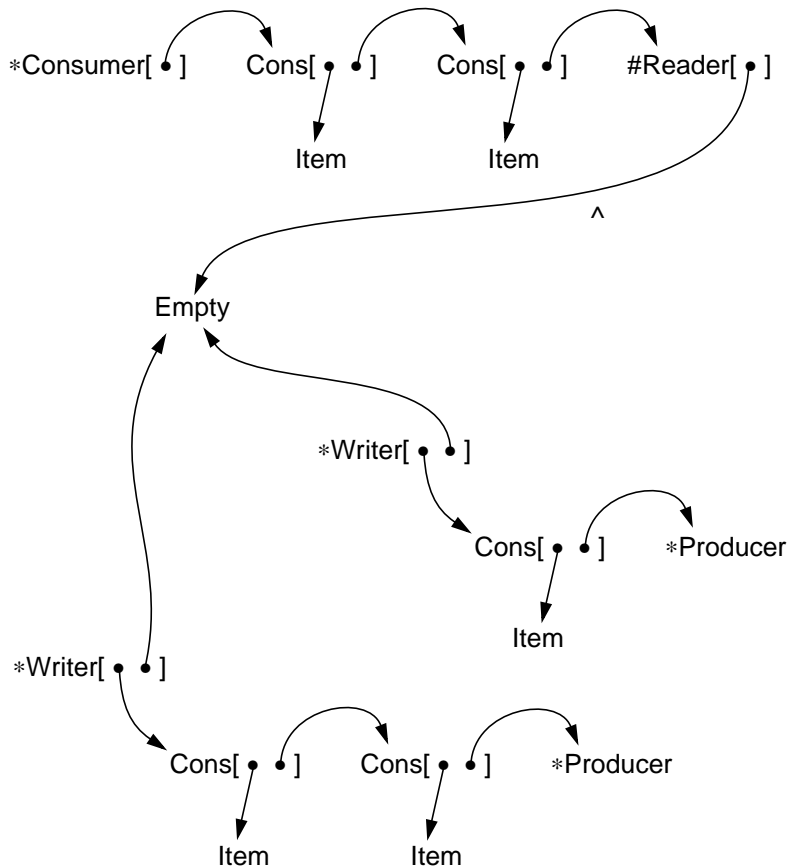 ∗Consumer[ • ] Cons[ • • ] Cons[ • • ] #Reader[ • ]
Item Item
^
Empty
∗Writer[ • • ]
Cons[ • • ] ∗Producer
Item
∗Writer[ • • ]
Cons[ • • ] Cons[ • • ] ∗Producer
Item Item